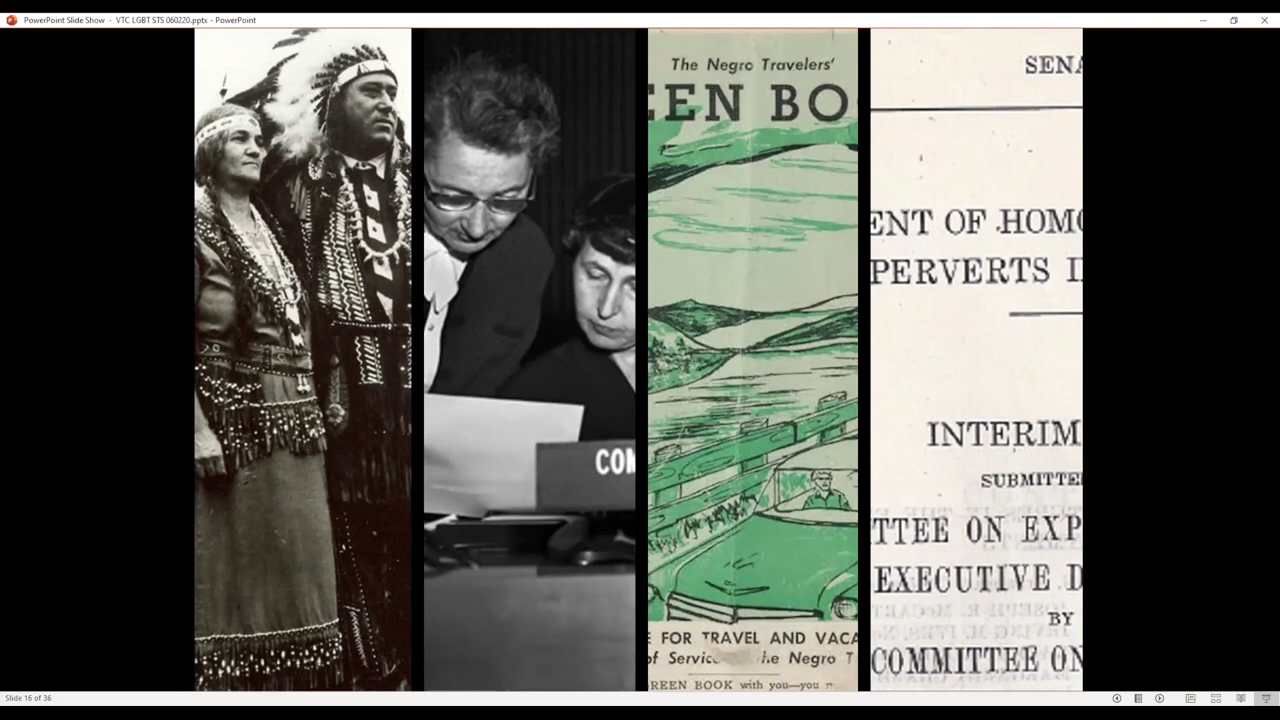 PowerPoint Slide Show - VTC LGBT STS 060220.pptx - PowerPoint
COM
The Negro Travelers'
EEN BO
E FOR TRAVEL AND VACA
of Servic he Negro T
REEN BOOK with you—you
SENA
ENT OF HOMO
PERVERTS I
INTERIM
SUBMITTE
TTEE ON EXP
EXECUTIVE D
BY
COMMITTEE ON
Slide 16 of 36